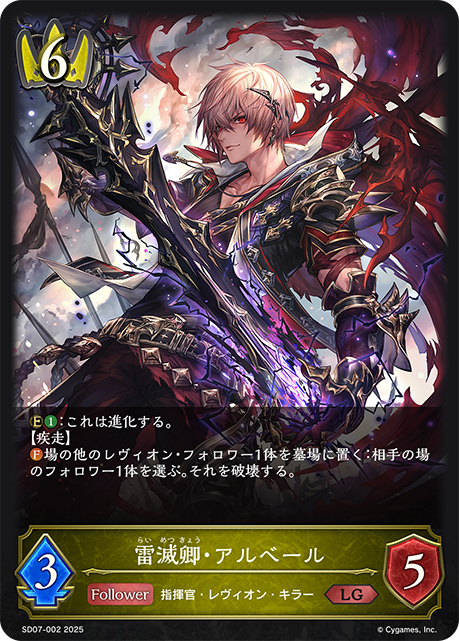 6
E 1:これは進化する。
【疾走】
F 場の他のレヴィオン・フォロワー1体を墓場に置く:相手の場
のフォロワー1体を選ぶ。それを破壊する。
らい めつ きょう
雷滅卿・アルベール
3
Follower 指揮官・レヴィオン・キラー LG
5
SD07-002 2025
© Cygames, Inc.